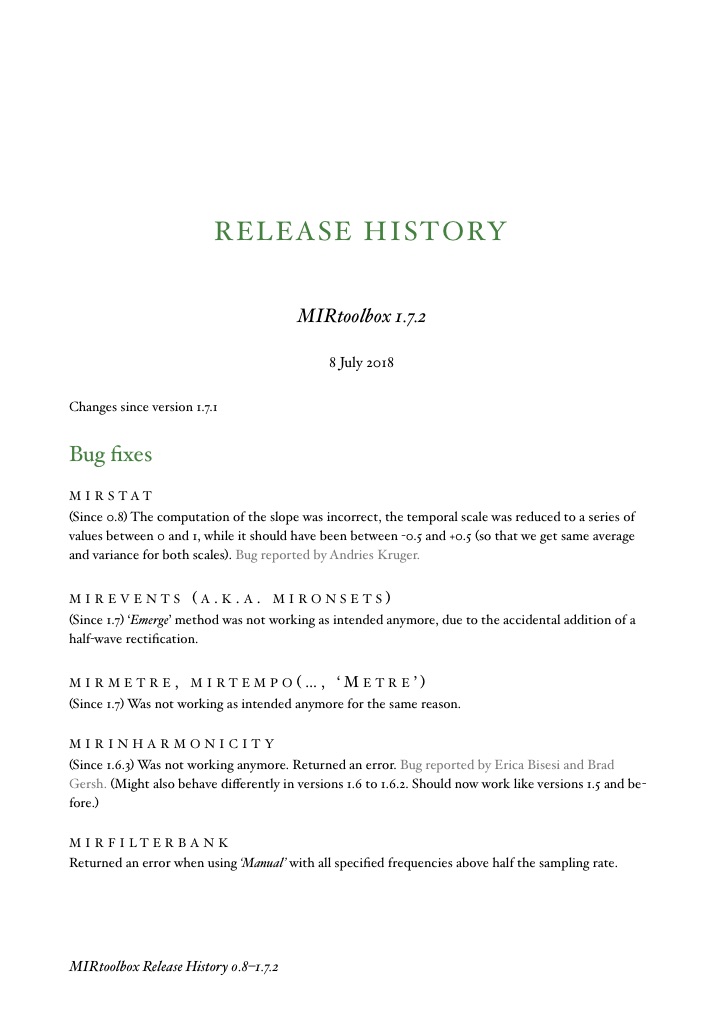 RELEASE HISTORY
MIRtoolbox 1.7.2
8 July 2018
Changes since version 1.7.1
Bug fixes
MIRSTAT
(Since 0.8) The computation of the slope was incorrect, the temporal scale was reduced to a series of
values between 0 and 1, while it should have been between -0.5 and +0.5 (so that we get same average
and variance for both scales). Bug reported by Andries Kruger.
MIREVENTS (A.K.A. MIRONSETS)
(Since 1.7) ‘Emerge’ method was not working as intended anymore, due to the accidental addition of a
half-wave rectification.
MIRMETRE, MIRTEMPO(…, ‘METRE’)
(Since 1.7) Was not working as intended anymore for the same reason.
MIRINHARMONICITY
(Since 1.6.3) Was not working anymore. Returned an error. Bug reported by Erica Bisesi and Brad
Gersh. (Might also behave differently in versions 1.6 to 1.6.2. Should now work like versions 1.5 and be-
fore.)
MIRFILTERBANK
Returned an error when using ‘Manual’ with all specified frequencies above half the sampling rate.
MIRtoolbox Release History 0.8–1.7.2